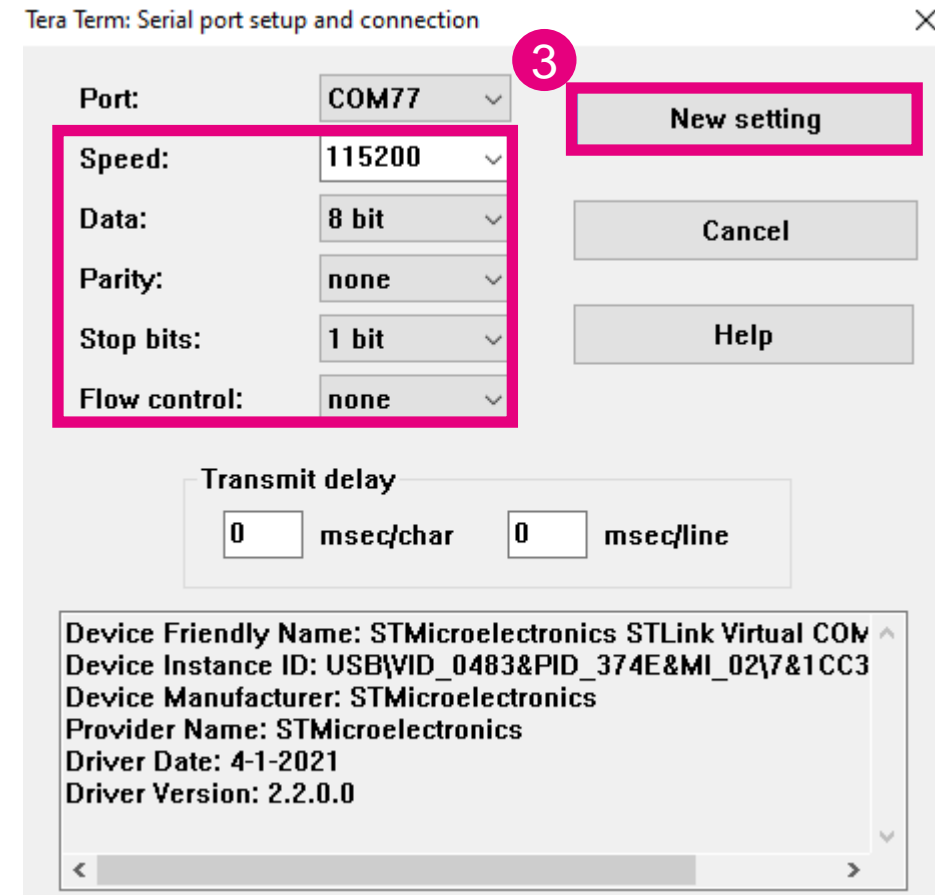 Tera Term: Serial port setup and connection
3
Port: COM77
New setting
Speed: 115200
Data: 8 bit
Cancel
Parity: none
Stop bits: 1 bit
Help
Flow control: none
Transmit delay
0 msec/char 0 msec/line
Device Friendly Name: STMicroelectronics STLink Virtual COM
Device Instance ID: USB\VID_0483&PID_374E&MI_02\7&1CC3
Device Manufacturer: STMicroelectronics
Provider Name: STMicroelectronics
Driver Date: 4-1-2021
Driver Version: 2.2.0.0